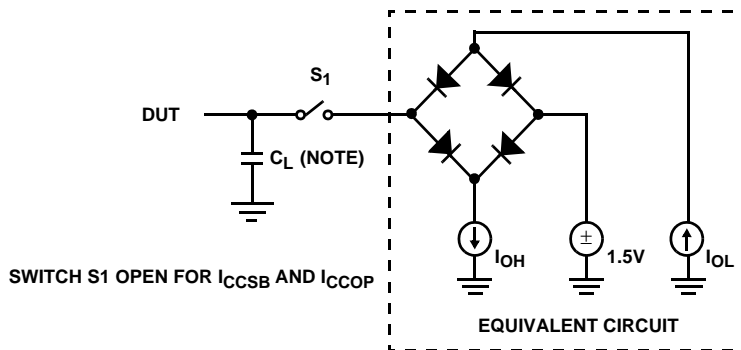 S1
DUT
CL (NOTE)
IOH
±
1.5V
IOL
SWITCH S1 OPEN FOR ICCSB AND ICCOP
EQUIVALENT CIRCUIT